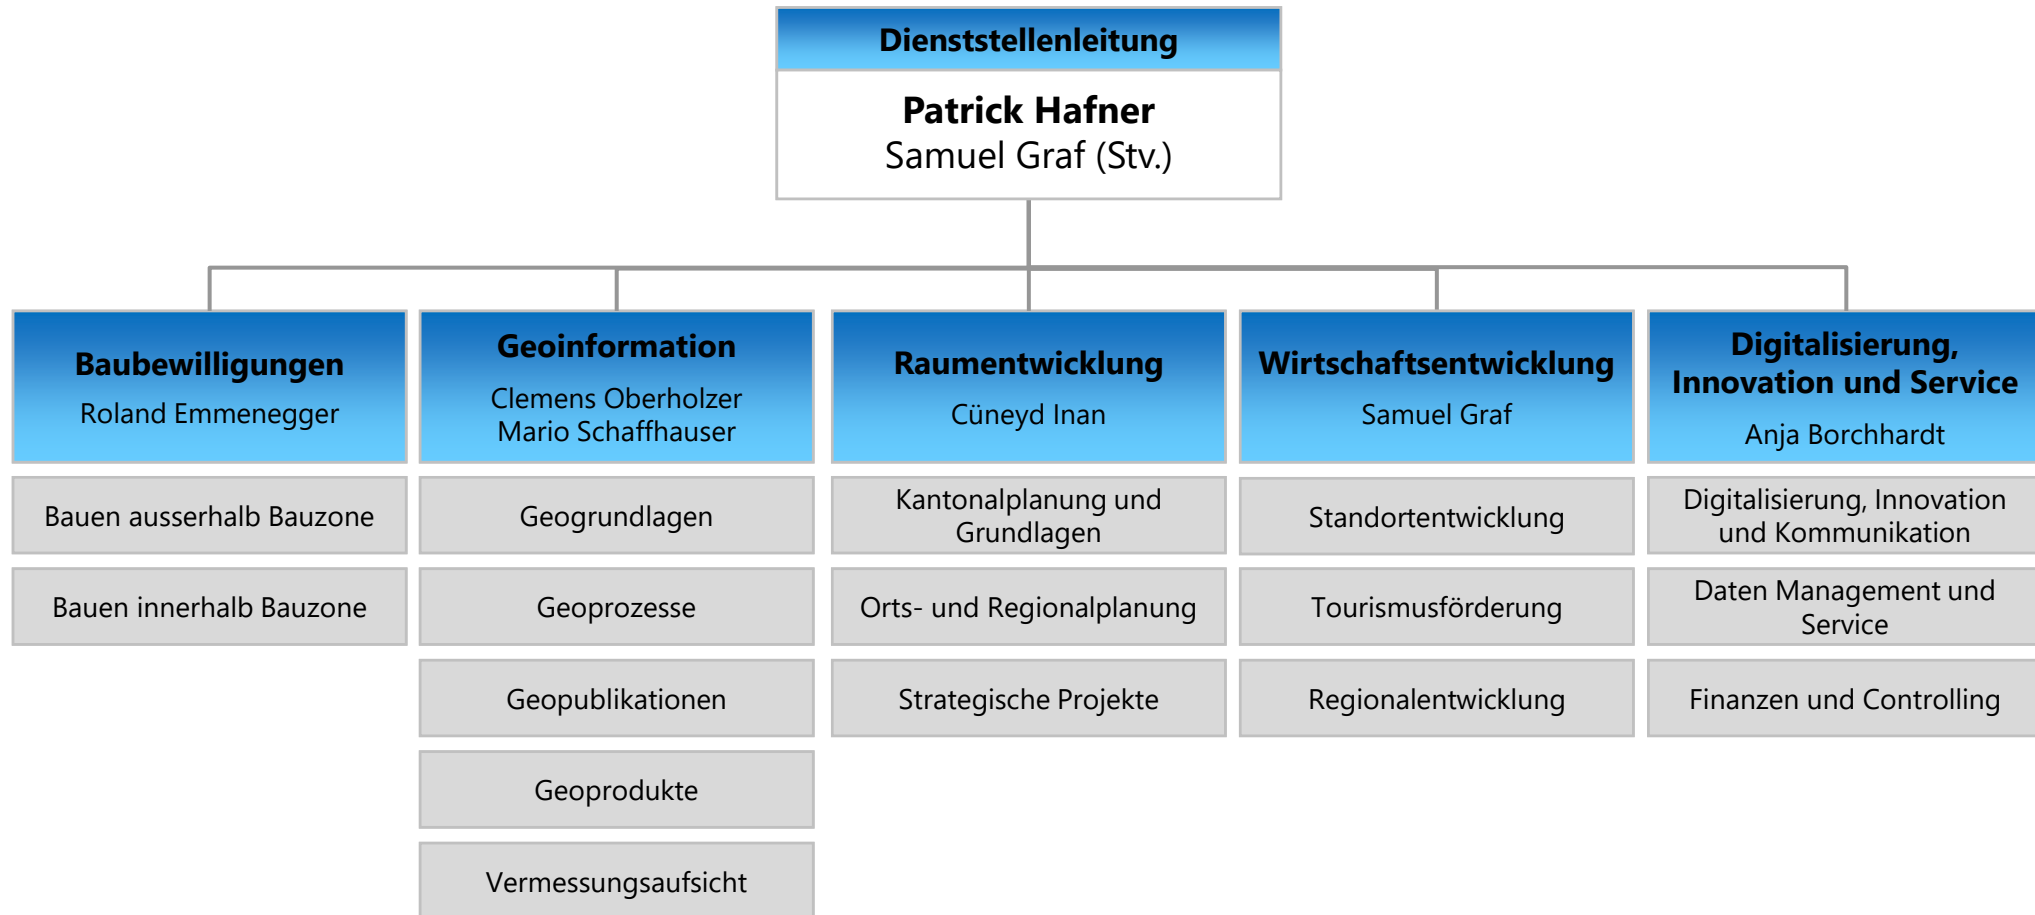 Dienststellenleitung
Patrick Hafner
Samuel Graf (Stv.)
Baubewilligungen
Roland Emmenegger
Bauen ausserhalb Bauzone
Bauen innerhalb Bauzone
Geoinformation
Clemens Oberholzer
Mario Schaffhauser
Geogrundlagen
Geoprozesse
Geopublikationen
Geoprodukte
Vermessungsaufsicht
Raumentwicklung
Cüneyd Inan
Kantonalplanung und
Grundlagen
Orts- und Regionalplanung
Strategische Projekte
Wirtschaftsentwicklung
Samuel Graf
Standortentwicklung
Tourismusförderung
Regionalentwicklung
Digitalisierung,
Innovation und Service
Anja Borchhardt
Digitalisierung, Innovation
und Kommunikation
Daten Management und
Service
Finanzen und Controlling